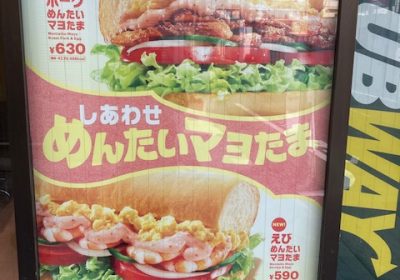 ポーク
めんたい
マヨたま
¥630
しあわせ
めんたいマヨたま
NEW!
えび
めんたい
マヨたま
¥590
UBWAY